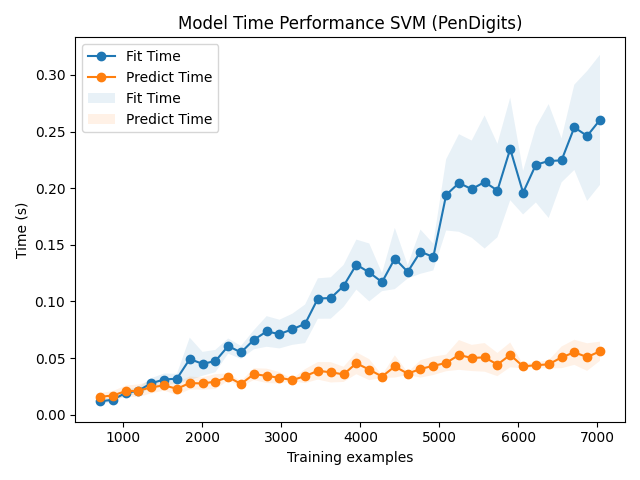 Model Time Performance SVM (PenDigits)
Fit Time
Predict Time
Fit Time
Predict Time
Time (s)
0.30
0.25
0.20
0.15
0.10
0.05
0.00
1000 2000 3000 4000 5000 6000 7000
Training examples